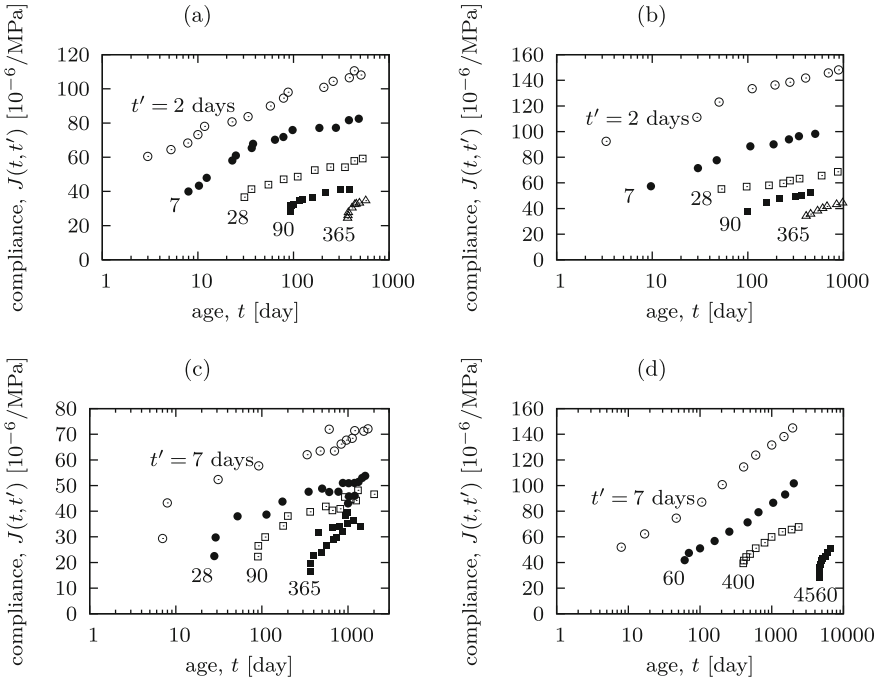 (a)
compliance, J(t,t′) [10⁻⁶/MPa]
120
100
80
60
40
20
0
t′ = 2 days
7
28
90
365
1 10 100 1000
age, t [day]
(b)
compliance, J(t,t′) [10⁻⁶/MPa]
160
140
120
100
80
60
40
20
0
t′ = 2 days
7
28
90
365
1 10 100 1000
age, t [day]
(c)
compliance, J(t,t′) [10⁻⁶/MPa]
80
70
60
50
40
30
20
10
0
t′ = 7 days
28
90
365
1 10 100 1000
age, t [day]
(d)
compliance, J(t,t′) [10⁻⁶/MPa]
160
140
120
100
80
60
40
20
0
t′ = 7 days
60
400
4560
1 10 100 1000 10000
age, t [day]